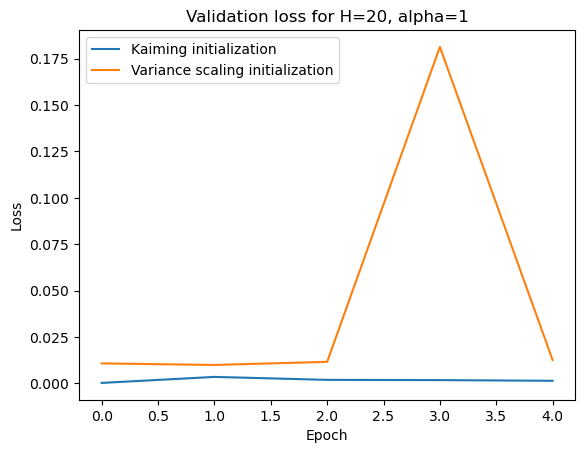 Validation loss for H=20, alpha=1
Kaiming initialization
Variance scaling initialization
0.175
0.150
0.125
0.100
0.075
0.050
0.025
0.000
Loss
0.0 0.5 1.0 1.5 2.0 2.5 3.0 3.5 4.0
Epoch